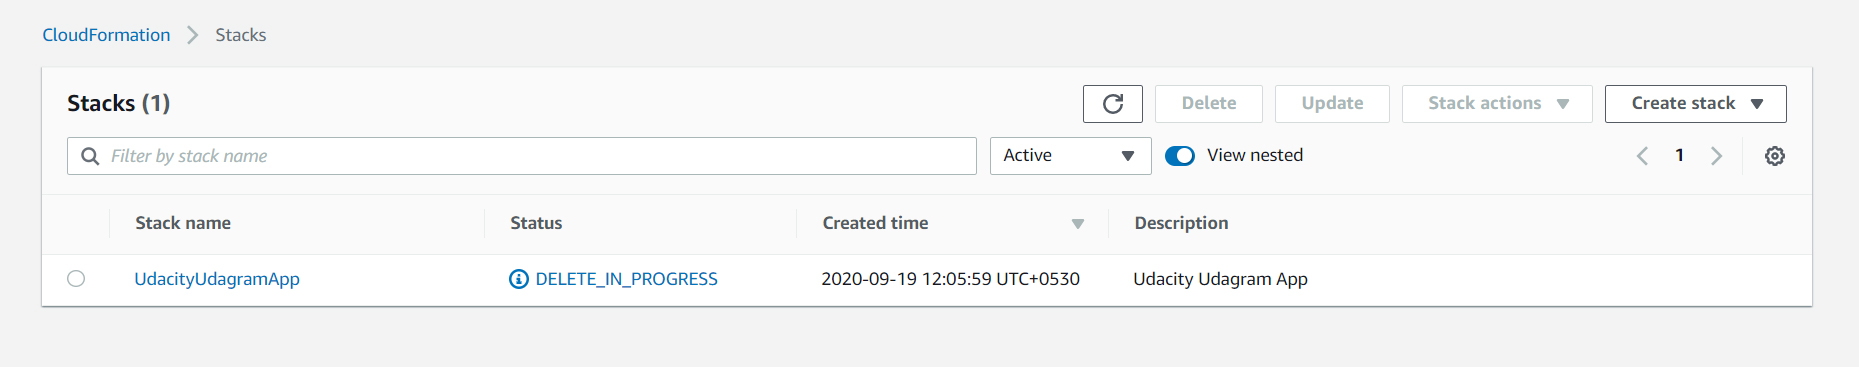 CloudFormation Stacks
Stacks (1) Delete Update Stack actions Create stack
Filter by stack name Active View nested 1
Stack name Status Created time Description
UdacityUdagramApp DELETE_IN_PROGRESS 2020-09-19 12:05:59 UTC+0530 Udacity Udagram App